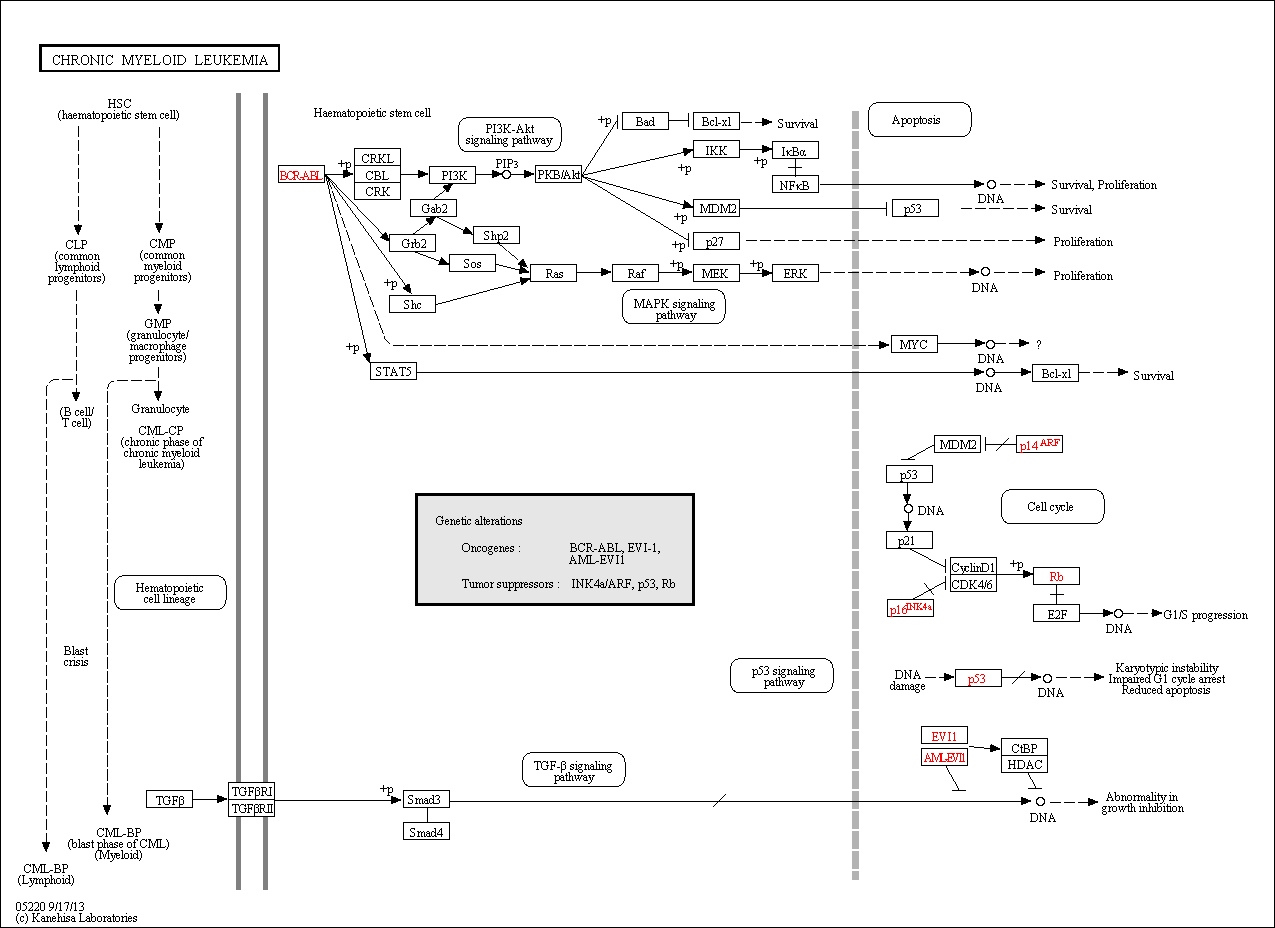 CHRONIC MYELOID LEUKEMIA
HSC
(haematopoietic stem cell)
CLP
(common
lymphoid
progenitors)
CMP
(common
myeloid
progenitors)
GMP
(granulocyte/
macrophage
progenitors)
(B cell/
T cell)
Granulocyte
CML-CP
(chronic phase of
chronic myeloid
leukemia)
Hematopoietic
cell lineage
Blast
crisis
CML-BP
(blast phase of CML)
(Myeloid)
CML-BP
(Lymphoid)
Haematopoietic stem cell
PI3K-Akt
signaling pathway
BCR-ABL
+p
CRKL
CBL
CRK
PI3K
PIP3
PKB/Akt
Gab2
Grb2
Shp2
Sos
+p
Shc
Ras
Raf
+p
MEK
+p
ERK
MAPK signaling
pathway
+p
STAT5
+p
Bad
Bcl-xl
Survival
+p
IKK
+p
IκBα
NFκB
DNA
Survival, Proliferation
+p
MDM2
p53
Survival
+p
p27
Proliferation
DNA
Proliferation
Apoptosis
MYC
DNA
?
DNA
Bcl-xl
Survival
MDM2
p14ARF
p53
DNA
p21
Cell cycle
CyclinD1
CDK4/6
+p
Rb
p16INK4a
E2F
DNA
G1/S progression
Genetic alterations
Oncogenes : BCR-ABL, EVI-1,
AML-EVI1
Tumor suppressors : INK4a/ARF, p53, Rb
p53 signaling
pathway
DNA
damage
p53
DNA
Karyotypic instability
Impaired G1 cycle arrest
Reduced apoptosis
EVI1
AML-EVI1
CtBP
HDAC
TGF-β signaling
pathway
TGFβ
TGFβRI
TGFβRII
+p
Smad3
Smad4
DNA
Abnormality in
growth inhibition
05220 9/17/13
(c) Kanehisa Laboratories